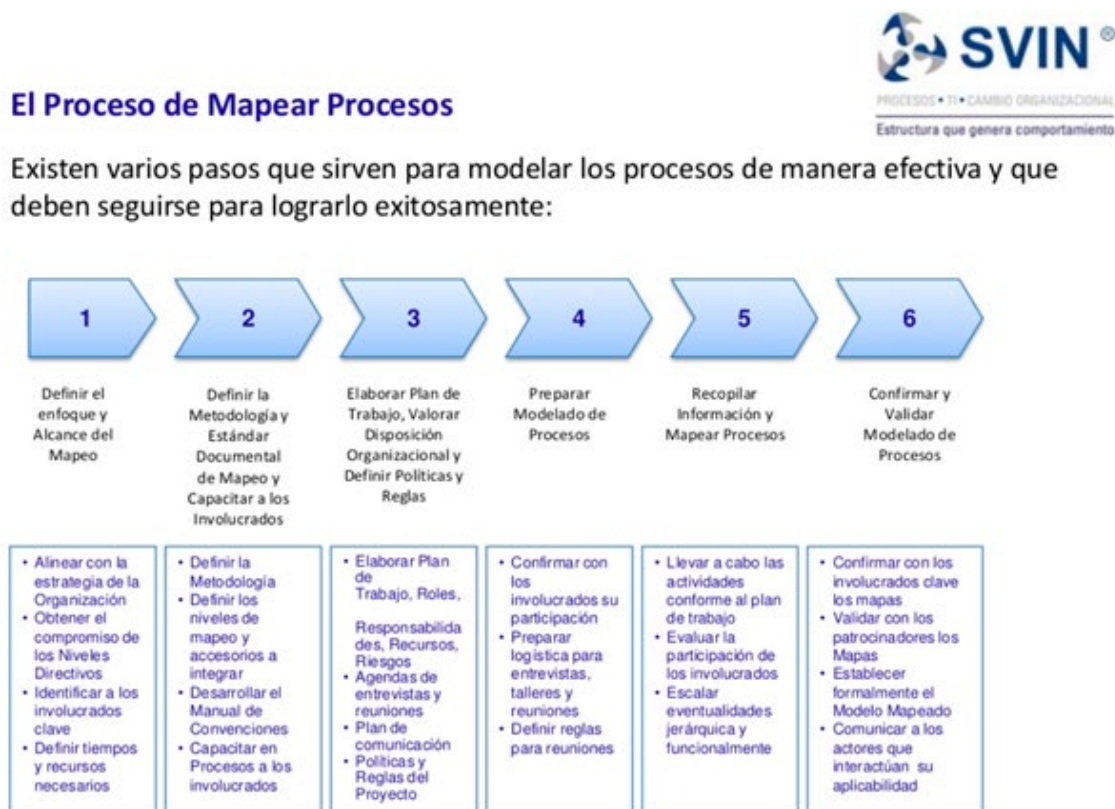 SVIN ®
PROCESOS • TI • CAMBIO ORGANIZACIONAL
Estructura que genera comportamiento
El Proceso de Mapear Procesos
Existen varios pasos que sirven para modelar los procesos de manera efectiva y que
deben seguirse para lograrlo exitosamente:
1
2
3
4
5
6
Definir el
enfoque y
Alcance del
Mapeo
Definir la
Metodología y
Estándar
Documental
de Mapeo y
Capacitar a los
Involucrados
Elaborar Plan de
Trabajo, Valorar
Disposición
Organizacional y
Definir Políticas y
Reglas
Preparar
Modelado de
Procesos
Recopilar
Información y
Mapear Procesos
Confirmar y
Validar
Modelado de
Procesos
• Alinear con la
estrategia de la
Organización
• Obtener el
compromiso de
los Niveles
Directivos
• Identificar a los
involucrados
clave
• Definir tiempos
y recursos
necesarios
• Definir la
Metodología
• Definir los
niveles de
mapeo y
accesorios a
integrar
• Desarrollar el
Manual de
Convenciones
• Capacitar en
Procesos a los
involucrados
• Elaborar Plan
de
Trabajo, Roles,
Responsabilida
des, Recursos,
Riesgos
• Agendas de
entrevistas y
reuniones
• Plan de
comunicación
• Políticas y
Reglas del
Proyecto
• Confirmar con
los
involucrados su
participación
• Preparar
logística para
entrevistas,
talleres y
reuniones
• Definir reglas
para reuniones
• Llevar a cabo las
actividades
conforme al plan
de trabajo
• Evaluar la
participación de
los involucrados
• Escalar
eventualidades
jerárquica y
funcionalmente
• Confirmar con los
involucrados clave
los mapas
• Validar con los
patrocinadores los
Mapas
• Establecer
formalmente el
Modelo Mapeado
• Comunicar a los
actores que
interactúan su
aplicabilidad